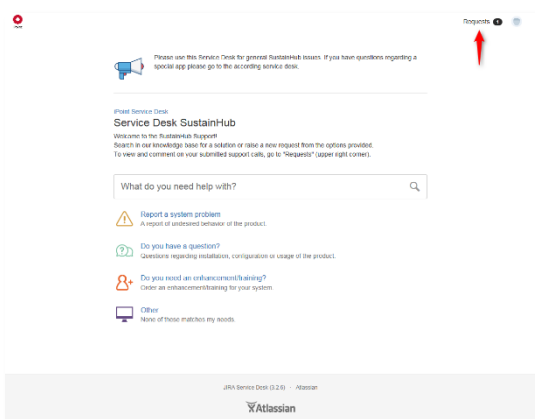 Requests 1
Please use this Service Desk for general SustainHub issues. If you have questions regarding a
special app please go to the according service desk.
iPoint Service Desk
Service Desk SustainHub
Welcome to the SustainHub Support!
Search in our knowledge base for a solution or raise a new request from the options provided.
To view and comment on your submitted support calls, go to "Requests" (upper right corner).
What do you need help with?
Report a system problem
A report of undesired behavior of the product.
Do you have a question?
Questions regarding installation, configuration or usage of the product.
Do you need an enhancement/training?
Order an enhancement/training for your system.
Other
None of these matches my needs.
JIRA Service Desk (3.2.6) · Atlassian
Atlassian